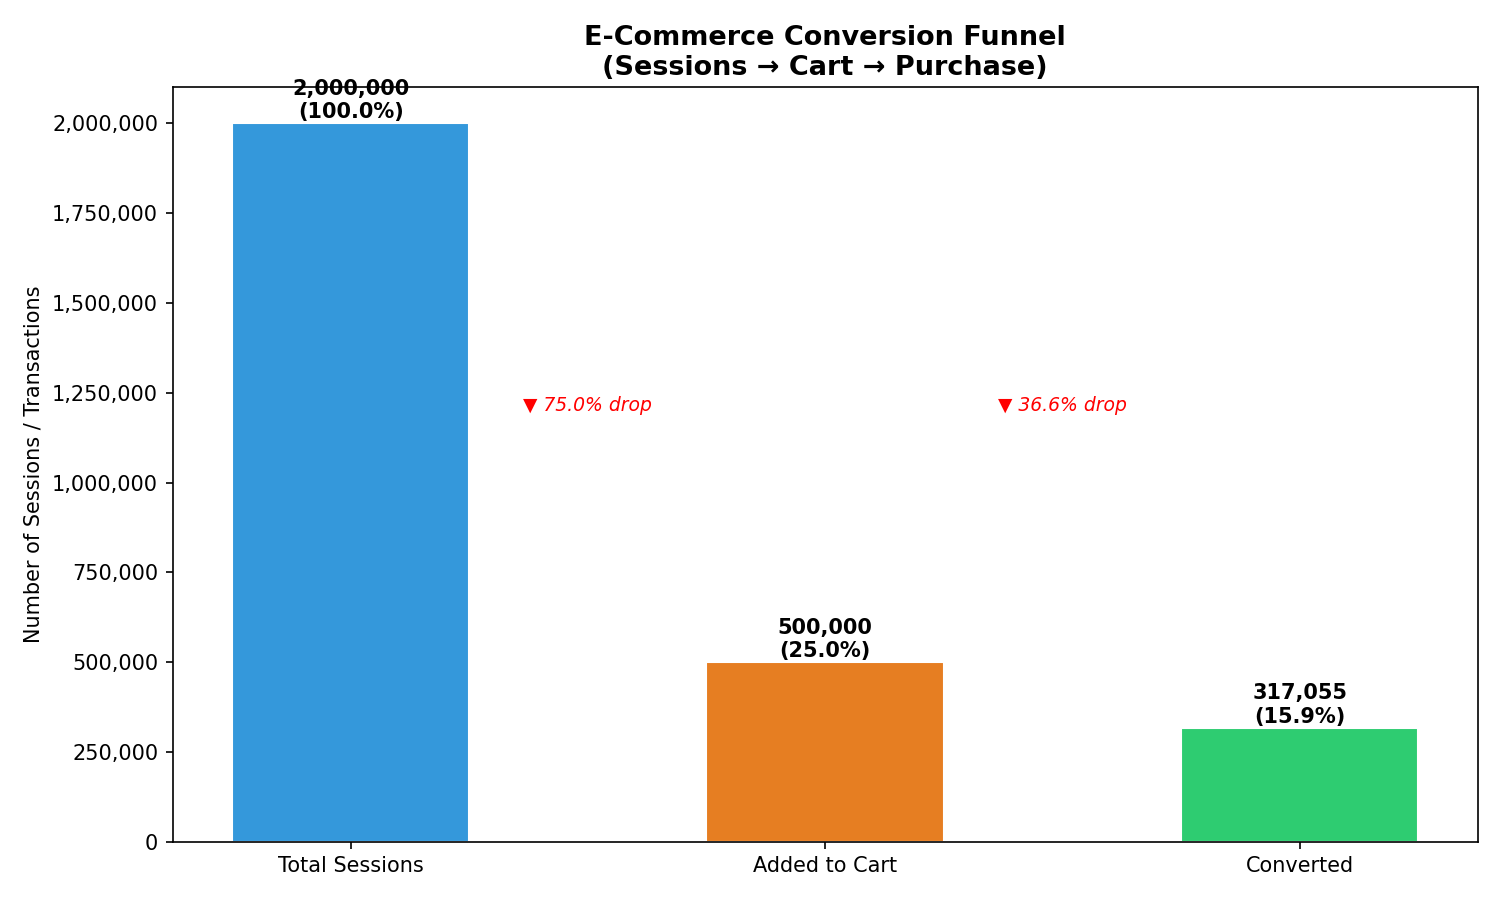 E-Commerce Conversion Funnel
(Sessions → Cart → Purchase)
2,000,000
(100.0%)
2,000,000
1,750,000
1,500,000
1,250,000
1,000,000
750,000
500,000
250,000
0
Number of Sessions / Transactions
▼ 75.0% drop
▼ 36.6% drop
500,000
(25.0%)
317,055
(15.9%)
Total Sessions
Added to Cart
Converted